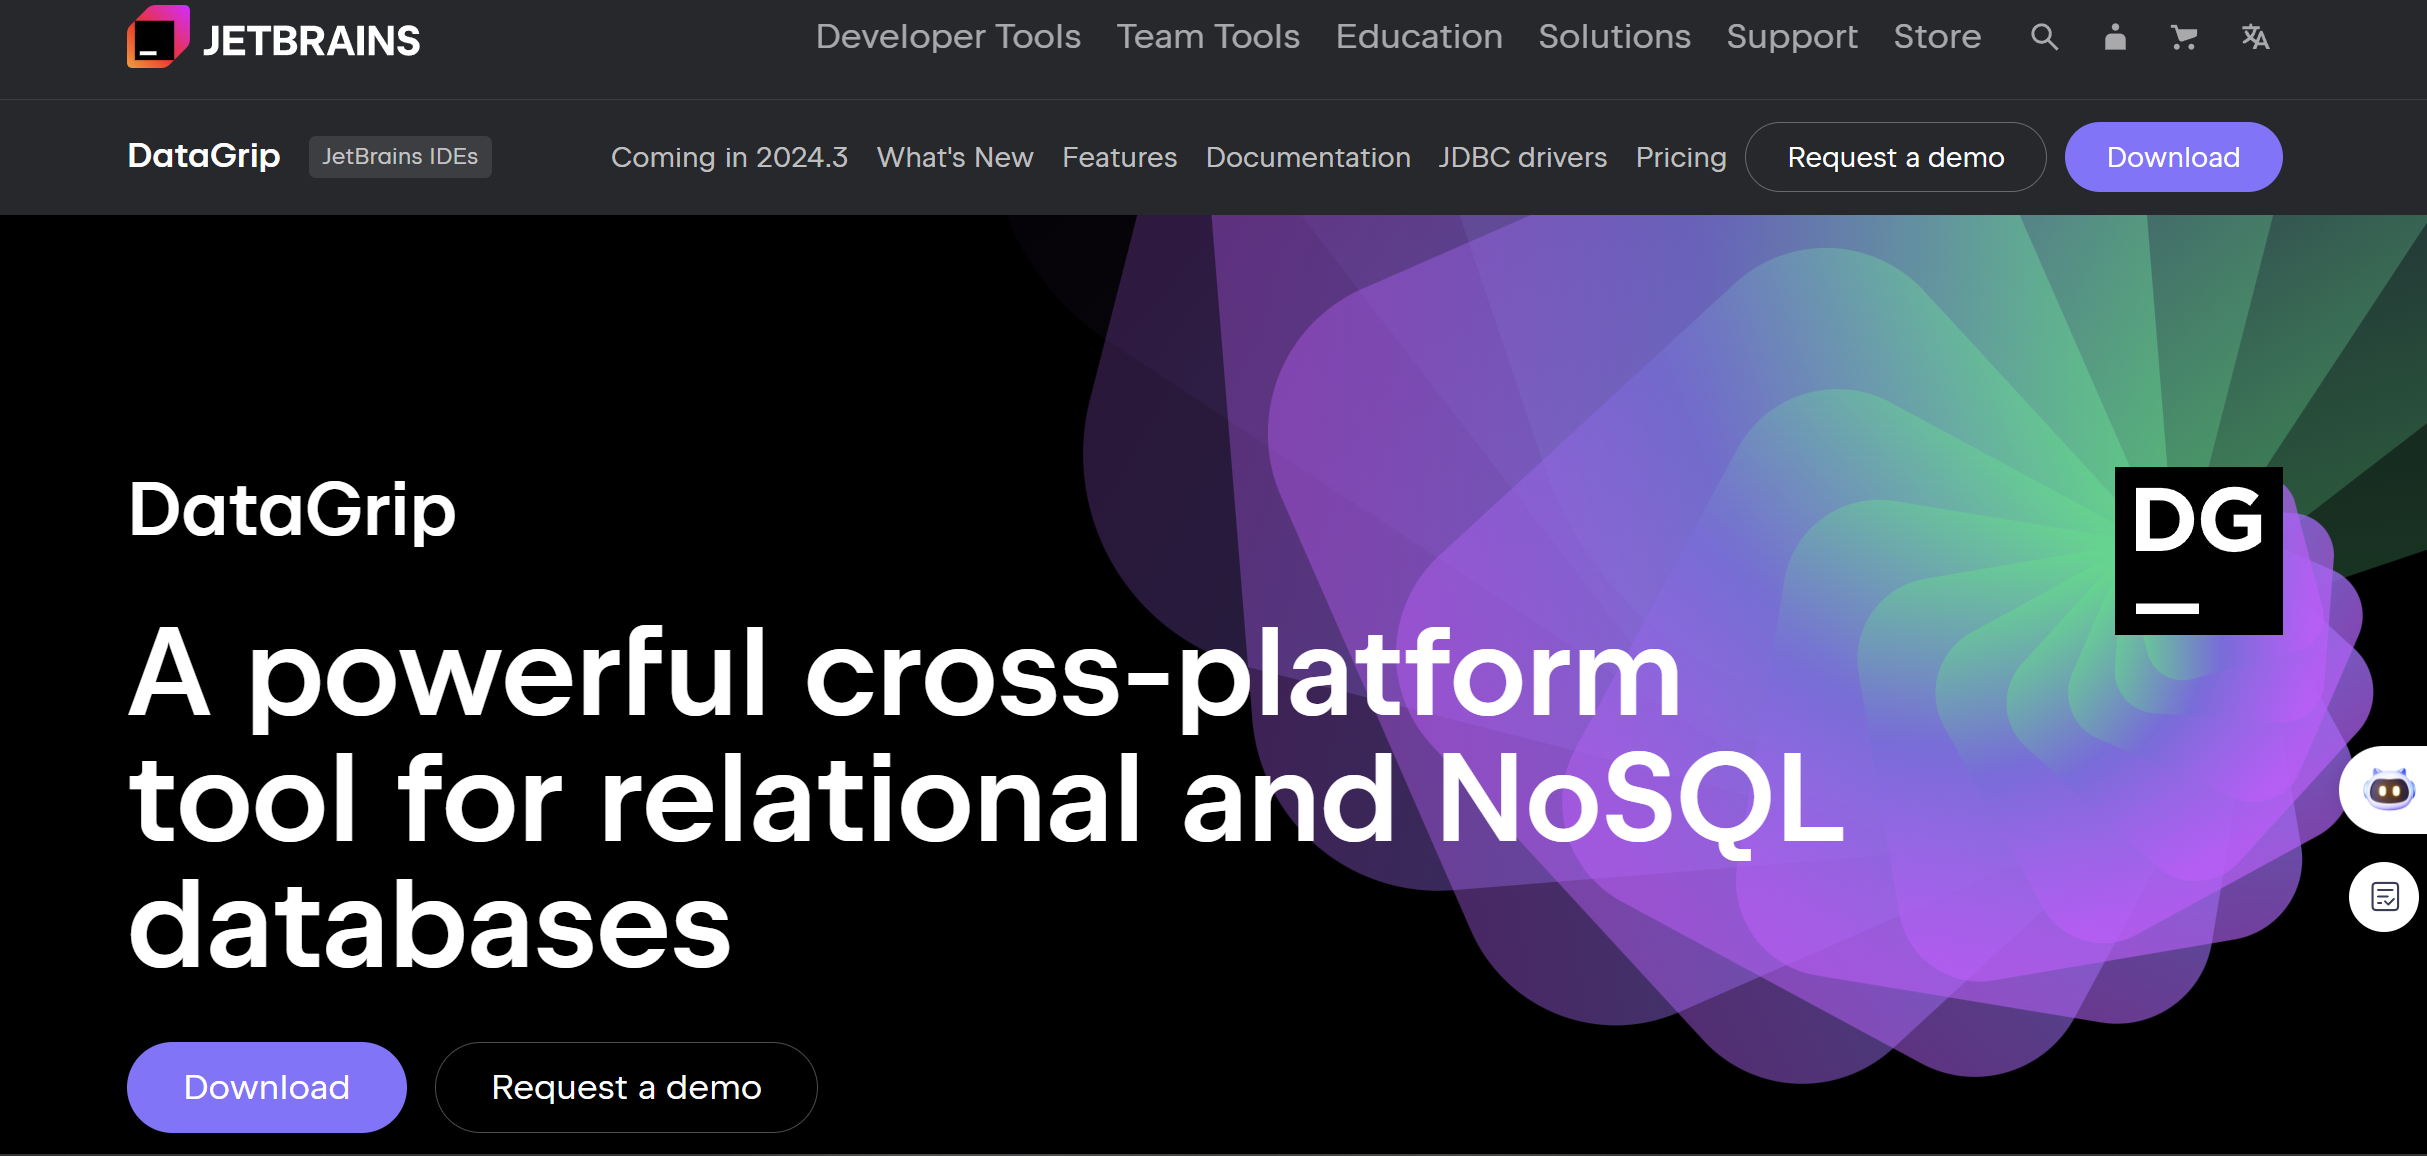 JETBRAINS
Developer Tools Team Tools Education Solutions Support Store
DataGrip JetBrains IDEs Coming in 2024.3 What's New Features Documentation JDBC drivers Pricing Request a demo Download
DataGrip
DG
A powerful cross-platform
tool for relational and NoSQL
databases
Download Request a demo